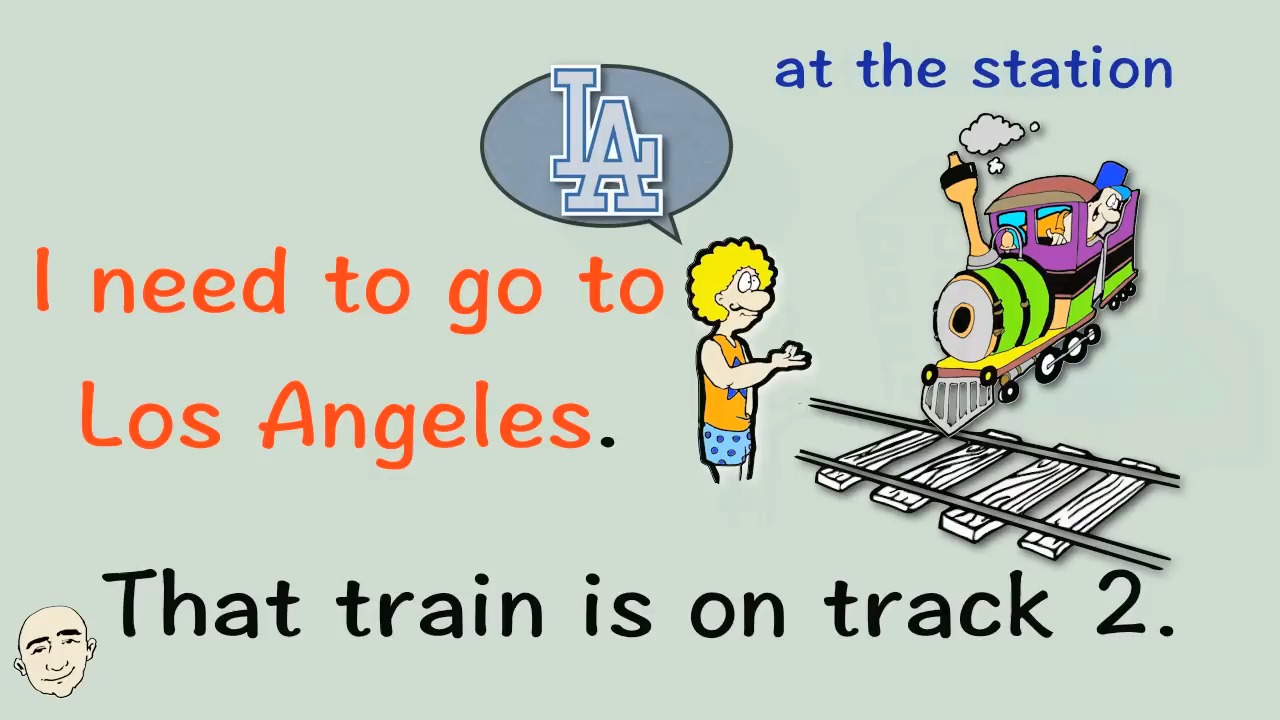 at the station
LA
I need to go to
Los Angeles.
That train is on track 2.